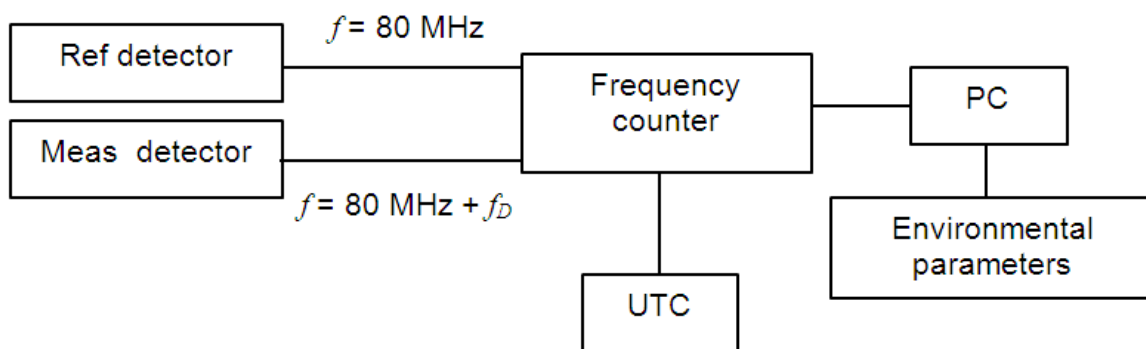 f = 80 MHz
Ref detector
Frequency
counter
PC
Meas detector
f = 80 MHz + fD
Environmental
parameters
UTC